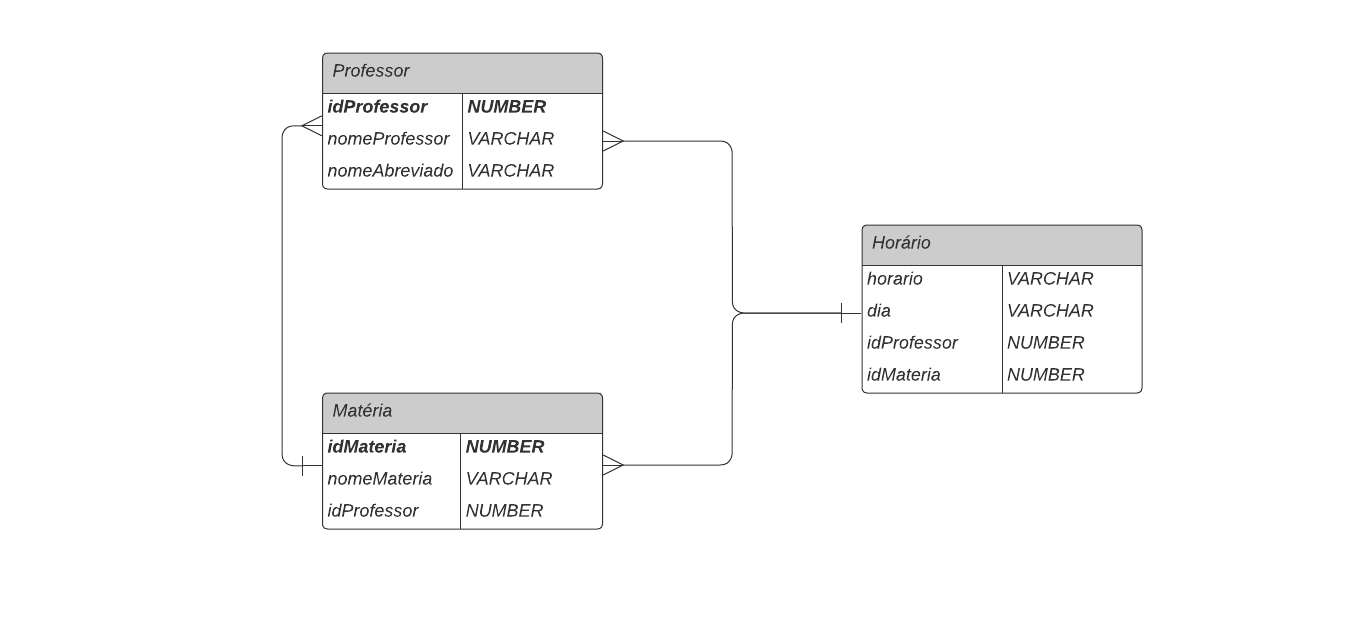 Professor
idProfessor NUMBER
nomeProfessor VARCHAR
nomeAbreviado VARCHAR
Horário
horario VARCHAR
dia VARCHAR
idProfessor NUMBER
idMateria NUMBER
Matéria
idMateria NUMBER
nomeMateria VARCHAR
idProfessor NUMBER